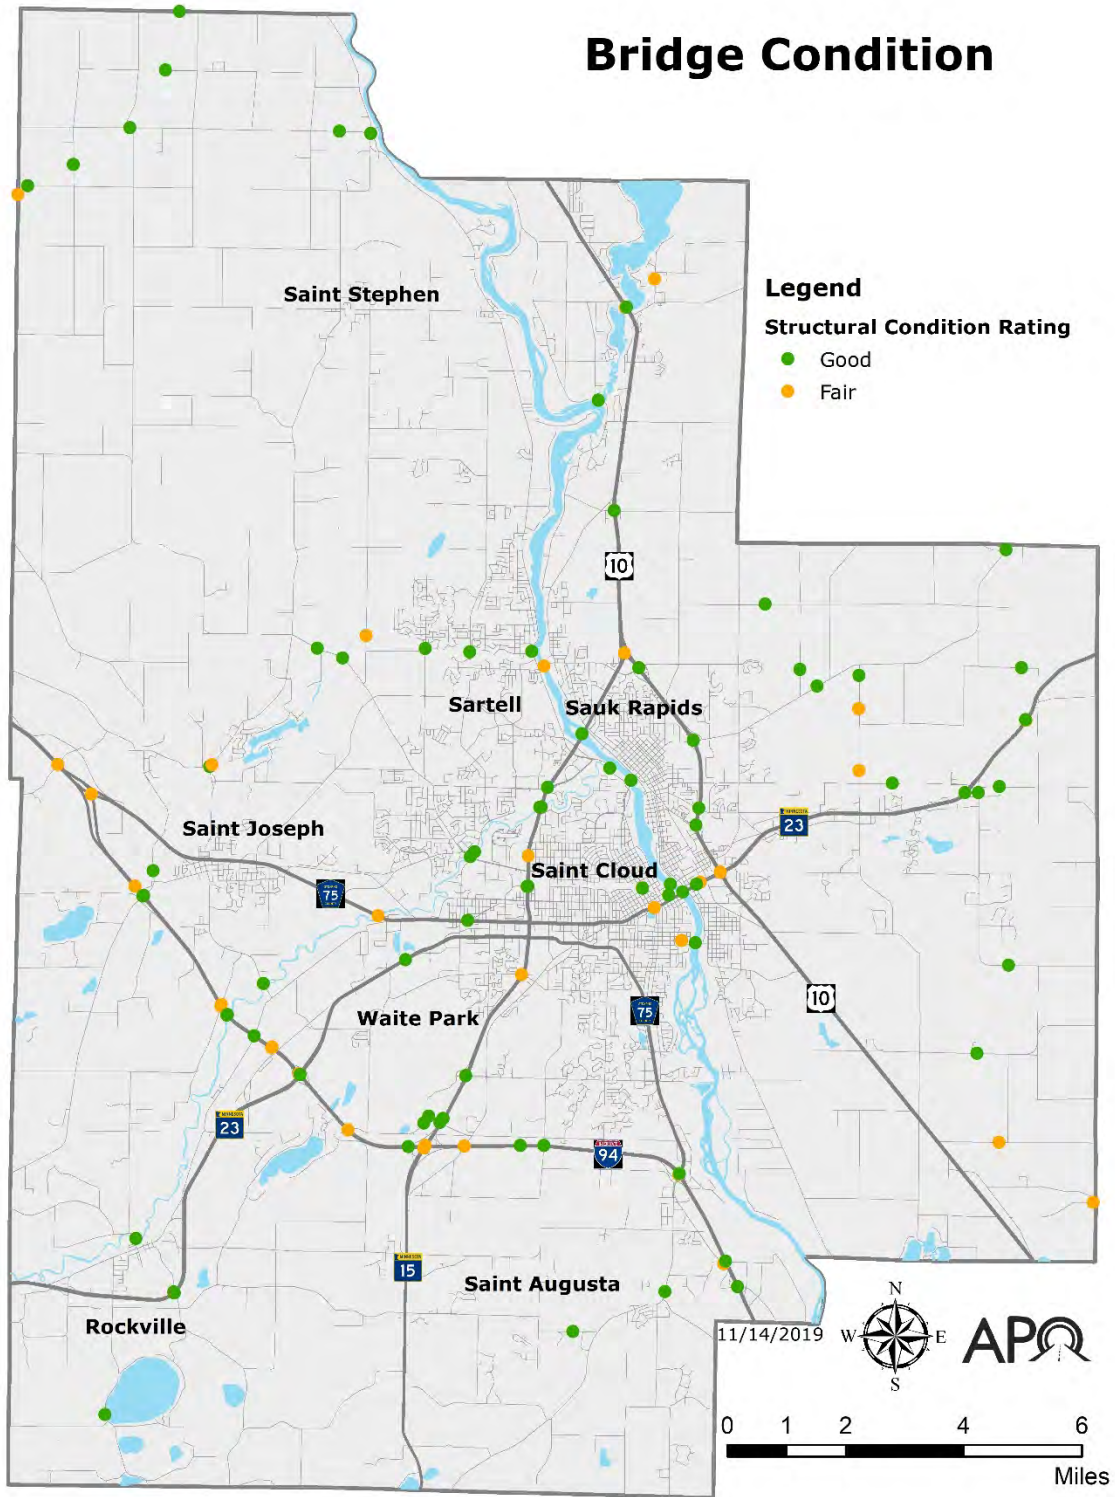 Bridge Condition
Saint Stephen
Legend
Structural Condition Rating
Good
Fair
10
Sartell
Sauk Rapids
23
Saint Joseph
Saint Cloud
75
10
75
Waite Park
23
94
15
Saint Augusta
Rockville
11/14/2019
N
W
E
S
APO
0 1 2 4 6
Miles